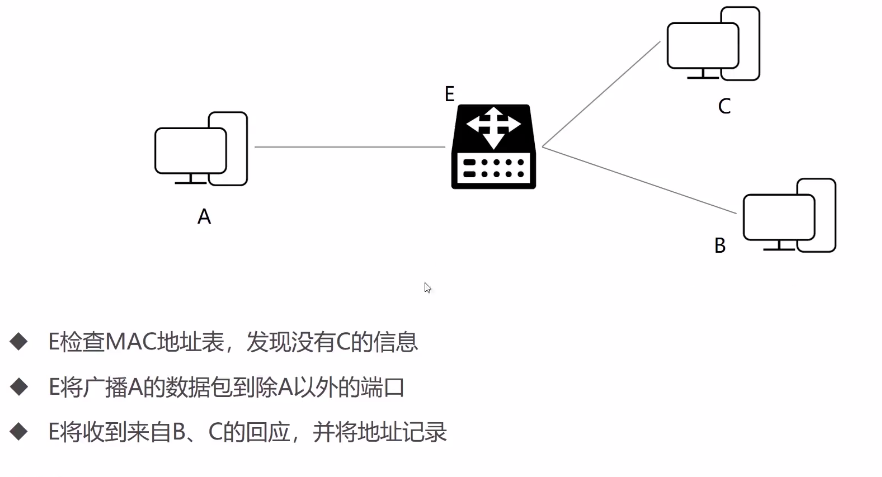 E
C
A
B
E检查MAC地址表，发现没有C的信息
E将广播A的数据包到除A以外的端口
E将收到来自B、C的回应，并将地址记录